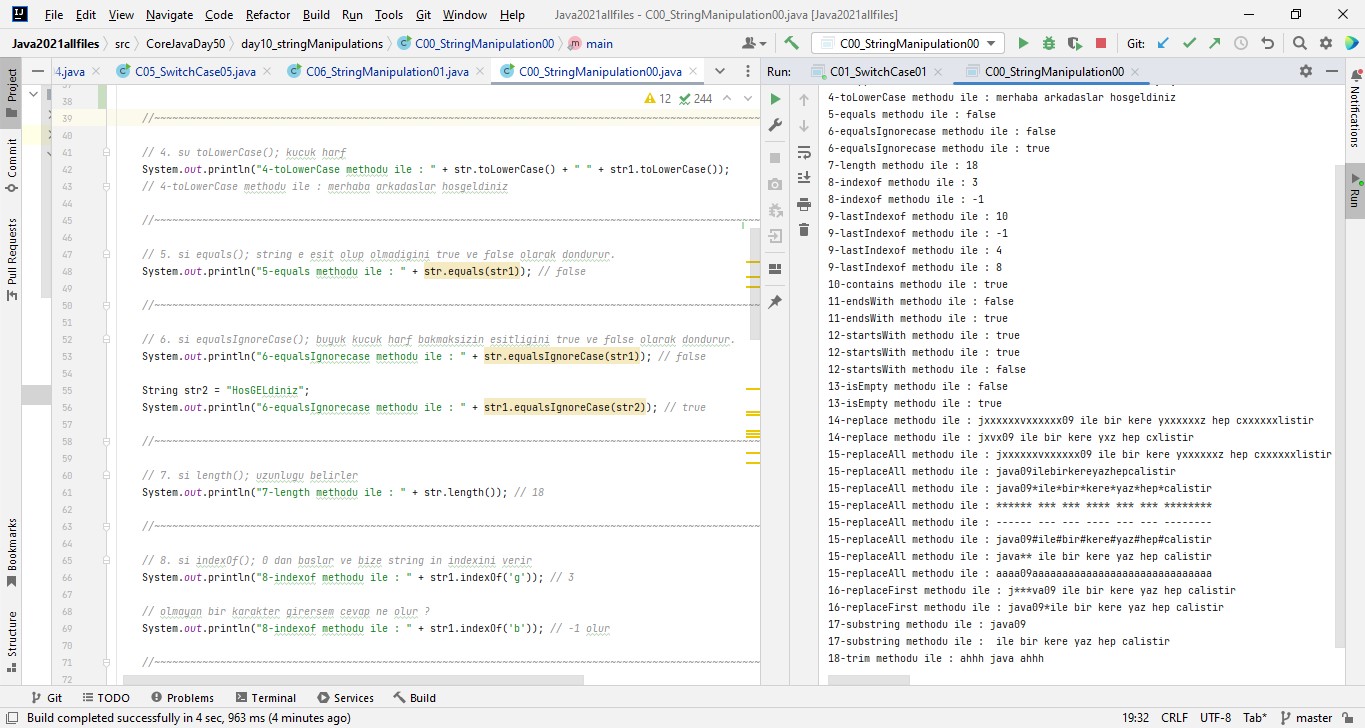 File Edit View Navigate Code Refactor Build Run Tools Git Window Help Java2021allfiles - C00_StringManipulation00.java [Java2021allfiles]
Java2021allfiles src CoreJavaDay50 day10_stringManipulations C00_StringManipulation00 main C00_StringManipulation00 Git:
4.java C05_SwitchCase05.java C06_StringManipulation01.java C00_StringManipulation00.java
Run: C01_SwitchCase01 C00_StringManipulation00
Project
Commit
Pull Requests
Bookmarks
Structure
12 244
38
39 //~~~~~~~~~~~~~~~~~~~~~~~~~~~~~~~~~~~~~~~~
40
41 // 4. su toLowerCase(); kucuk harf
42 System.out.println("4-toLowerCase methodu ile : " + str.toLowerCase() + " " + str1.toLowerCase());
43 // 4-toLowerCase methodu ile : merhaba arkadaslar hosgeldiniz
44
45 //~~~~~~~~~~~~~~~~~~~~~~~~~~~~~~~~~~~~~~~~
46
47 // 5. si equals(); string e esit olup olmadigini true ve false olarak dondurur.
48 System.out.println("5-equals methodu ile : " + str.equals(str1)); // false
49
50 //~~~~~~~~~~~~~~~~~~~~~~~~~~~~~~~~~~~~~~~~
51
52 // 6. si equalsIgnoreCase(); buyuk kucuk harf bakmaksizin esitligini true ve false olarak dondurur.
53 System.out.println("6-equalsIgnorecase methodu ile : " + str.equalsIgnoreCase(str1)); // false
54
55 String str2 = "HosGELdiniz";
56 System.out.println("6-equalsIgnorecase methodu ile : " + str1.equalsIgnoreCase(str2)); // true
57
58 //~~~~~~~~~~~~~~~~~~~~~~~~~~~~~~~~~~~~~~~~
59
60 // 7. si length(); uzunlugu belirler
61 System.out.println("7-length methodu ile : " + str.length()); // 18
62
63 //~~~~~~~~~~~~~~~~~~~~~~~~~~~~~~~~~~~~~~~~
64
65 // 8. si indexOf(); 0 dan baslar ve bize string in indexini verir
66 System.out.println("8-indexof methodu ile : " + str1.indexOf('g')); // 3
67
68 // olmayan bir karakter girersem cevap ne olur ?
69 System.out.println("8-indexof methodu ile : " + str1.indexOf('b')); // -1 olur
70
71 //~~~~~~~~~~~~~~~~~~~~~~~~~~~~~~~~~~~~~~~~
72
4-toLowerCase methodu ile : merhaba arkadaslar hosgeldiniz
5-equals methodu ile : false
6-equalsIgnorecase methodu ile : false
6-equalsIgnorecase methodu ile : true
7-length methodu ile : 18
8-indexof methodu ile : 3
8-indexof methodu ile : -1
9-lastIndexof methodu ile : 10
9-lastIndexof methodu ile : -1
9-lastIndexof methodu ile : 4
9-lastIndexof methodu ile : 8
10-contains methodu ile : true
11-endsWith methodu ile : false
11-endsWith methodu ile : true
12-startsWith methodu ile : true
12-startsWith methodu ile : true
12-startsWith methodu ile : false
13-isEmpty methodu ile : false
13-isEmpty methodu ile : true
14-replace methodu ile : jxxxxxxvxxxxxx09 ile bir kere yxxxxxxz hep cxxxxxxlistir
14-replace methodu ile : jxvx09 ile bir kere yxz hep cxlistir
15-replaceAll methodu ile : jxxxxxxvxxxxxx09 ile bir kere yxxxxxxz hep cxxxxxxlistir
15-replaceAll methodu ile : java09ilebirkereyazhepcalistir
15-replaceAll methodu ile : java09*ile*bir*kere*yaz*hep*calistir
15-replaceAll methodu ile : ****** *** *** **** *** *** ********
15-replaceAll methodu ile : ------ --- --- ---- --- --- --------
15-replaceAll methodu ile : java09#ile#bir#kere#yaz#hep#calistir
15-replaceAll methodu ile : java** ile bir kere yaz hep calistir
15-replaceAll methodu ile : aaaa09aaaaaaaaaaaaaaaaaaaaaaaaaaaaaa
16-replaceFirst methodu ile : j***va09 ile bir kere yaz hep calistir
16-replaceFirst methodu ile : java09*ile bir kere yaz hep calistir
17-substring methodu ile : java09
17-substring methodu ile :  ile bir kere yaz hep calistir
18-trim methodu ile : ahhh java ahhh
Notifications
Run
Git TODO Problems Terminal Services Build
Build completed successfully in 4 sec, 963 ms (4 minutes ago) 19:32 CRLF UTF-8 Tab* master